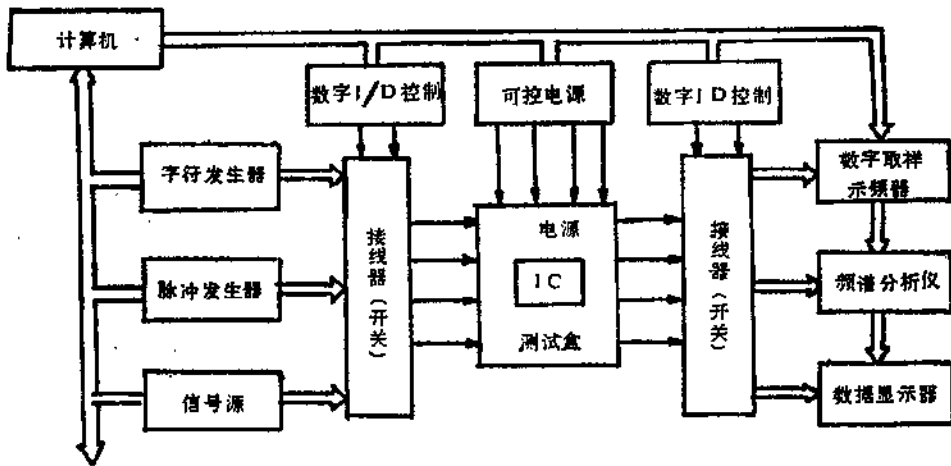 计算机
数字I/D控制
可控电源
数字I D控制
字符发生器
数字取样
示频器
接线器（开关）
电源
IC
测试盒
接线器（开关）
脉冲发生器
频谱分析仪
信号源
数据显示器